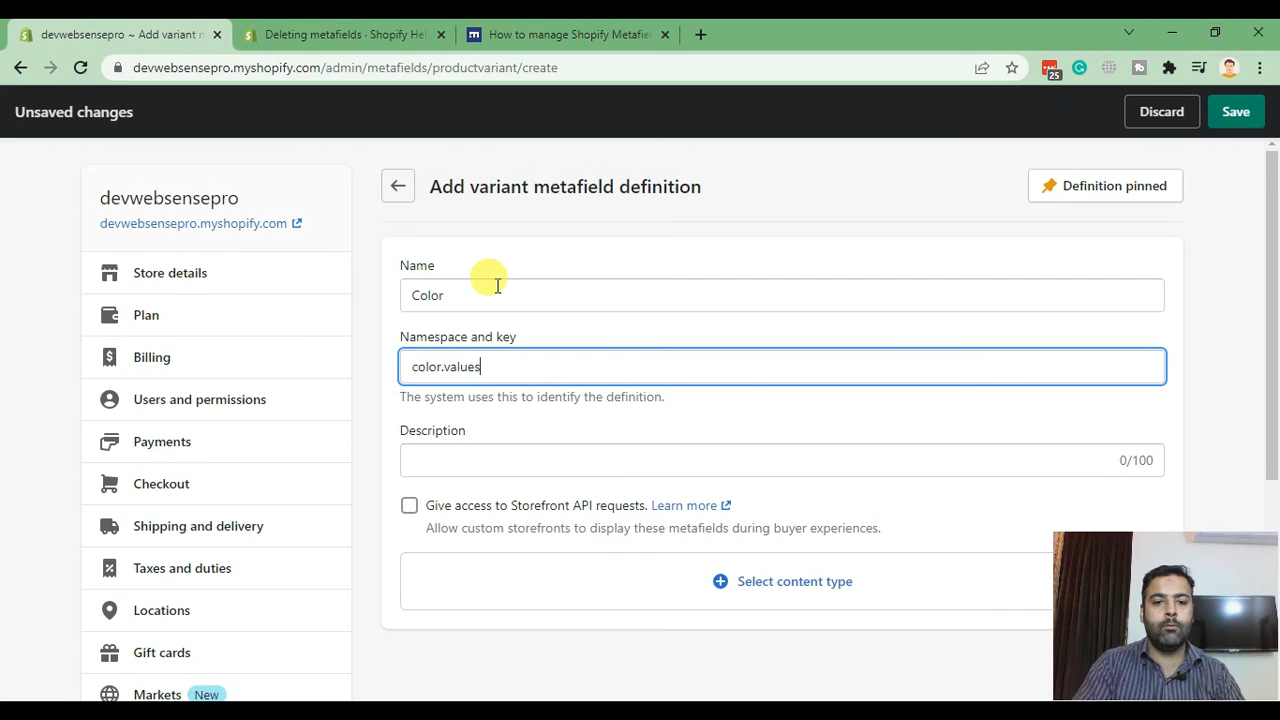 devwebsensepro ~ Add variant m
Deleting metafields · Shopify Hel
How to manage Shopify Metafiel
devwebsensepro.myshopify.com/admin/metafields/productvariant/create
25
Unsaved changes
Discard
Save
devwebsensepro
devwebsensepro.myshopify.com
Store details
Plan
Billing
Users and permissions
Payments
Checkout
Shipping and delivery
Taxes and duties
Locations
Gift cards
Markets New
Add variant metafield definition
Definition pinned
Name
Color
Namespace and key
color.values
The system uses this to identify the definition.
Description
0/100
Give access to Storefront API requests. Learn more
Allow custom storefronts to display these metafields during buyer experiences.
Select content type